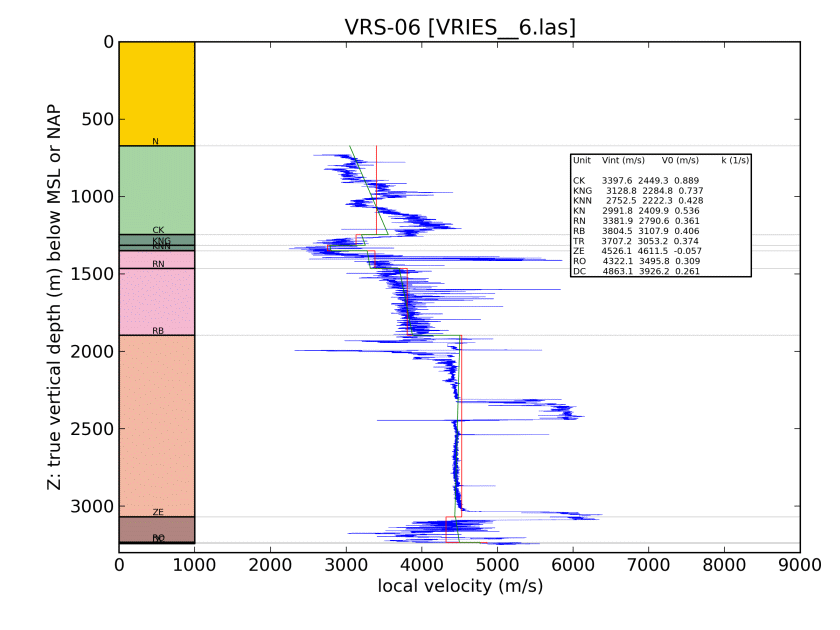 VRS-06 [VRIES__6.las]
0
500
1000
1500
2000
2500
3000
Z: true vertical depth (m) below MSL or NAP
N
CK
KNG
KNN
RN
RB
ZE
RO
Unit Vint (m/s) V0 (m/s) k (1/s)
CK 3397.6 2449.3 0.889
KNG 3128.8 2284.8 0.737
KNN 2752.5 2222.3 0.428
KN 2991.8 2409.9 0.536
RN 3381.9 2790.6 0.361
RB 3804.5 3107.9 0.406
TR 3707.2 3053.2 0.374
ZE 4526.1 4611.5 -0.057
RO 4322.1 3495.8 0.309
DC 4863.1 3926.2 0.261
0 1000 2000 3000 4000 5000 6000 7000 8000 9000
local velocity (m/s)